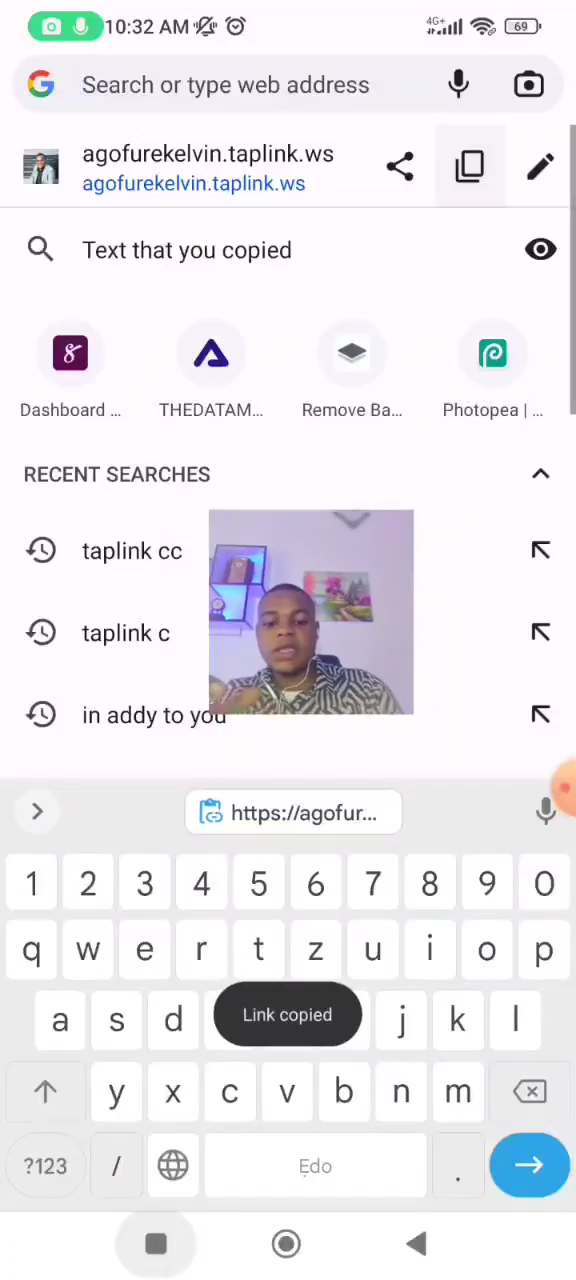 10:32 AM
4G+
69
Search or type web address
agofurekelvin.taplink.ws
agofurekelvin.taplink.ws
Text that you copied
Dashboard ...
THEDATAM...
Remove Ba...
Photopea | ...
RECENT SEARCHES
taplink cc
taplink c
in addy to you
https://agofur...
1 2 3 4 5 6 7 8 9 0
q w e r t z u i o p
a s d j k l
Link copied
y x c v b n m
?123 / Ẹdo .